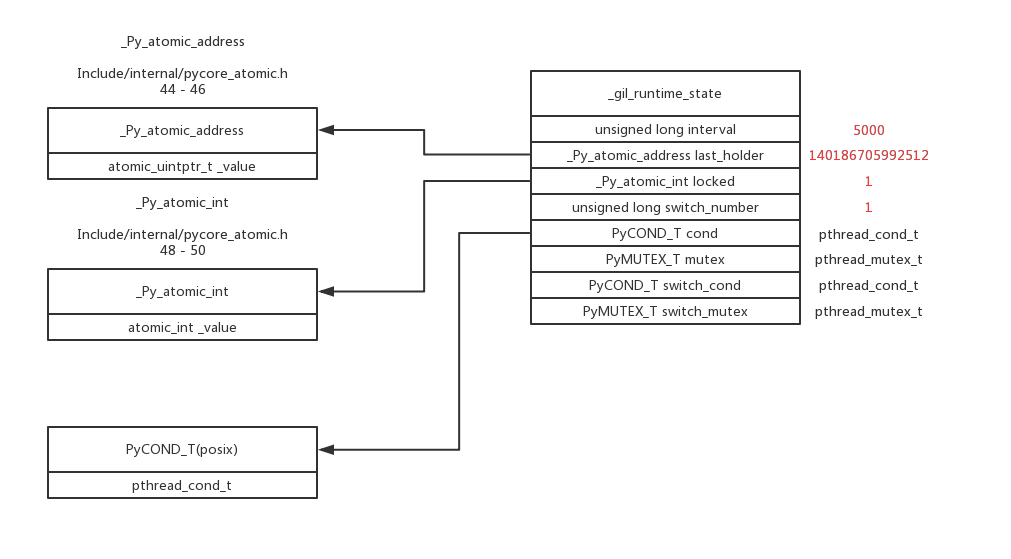 _Py_atomic_address
Include/internal/pycore_atomic.h
44 - 46
_Py_atomic_address
atomic_uintptr_t _value
_Py_atomic_int
Include/internal/pycore_atomic.h
48 - 50
_Py_atomic_int
atomic_int _value
PyCOND_T(posix)
pthread_cond_t
_gil_runtime_state
unsigned long interval 5000
_Py_atomic_address last_holder 140186705992512
_Py_atomic_int locked 1
unsigned long switch_number 1
PyCOND_T cond pthread_cond_t
PyMUTEX_T mutex pthread_mutex_t
PyCOND_T switch_cond pthread_cond_t
PyMUTEX_T switch_mutex pthread_mutex_t